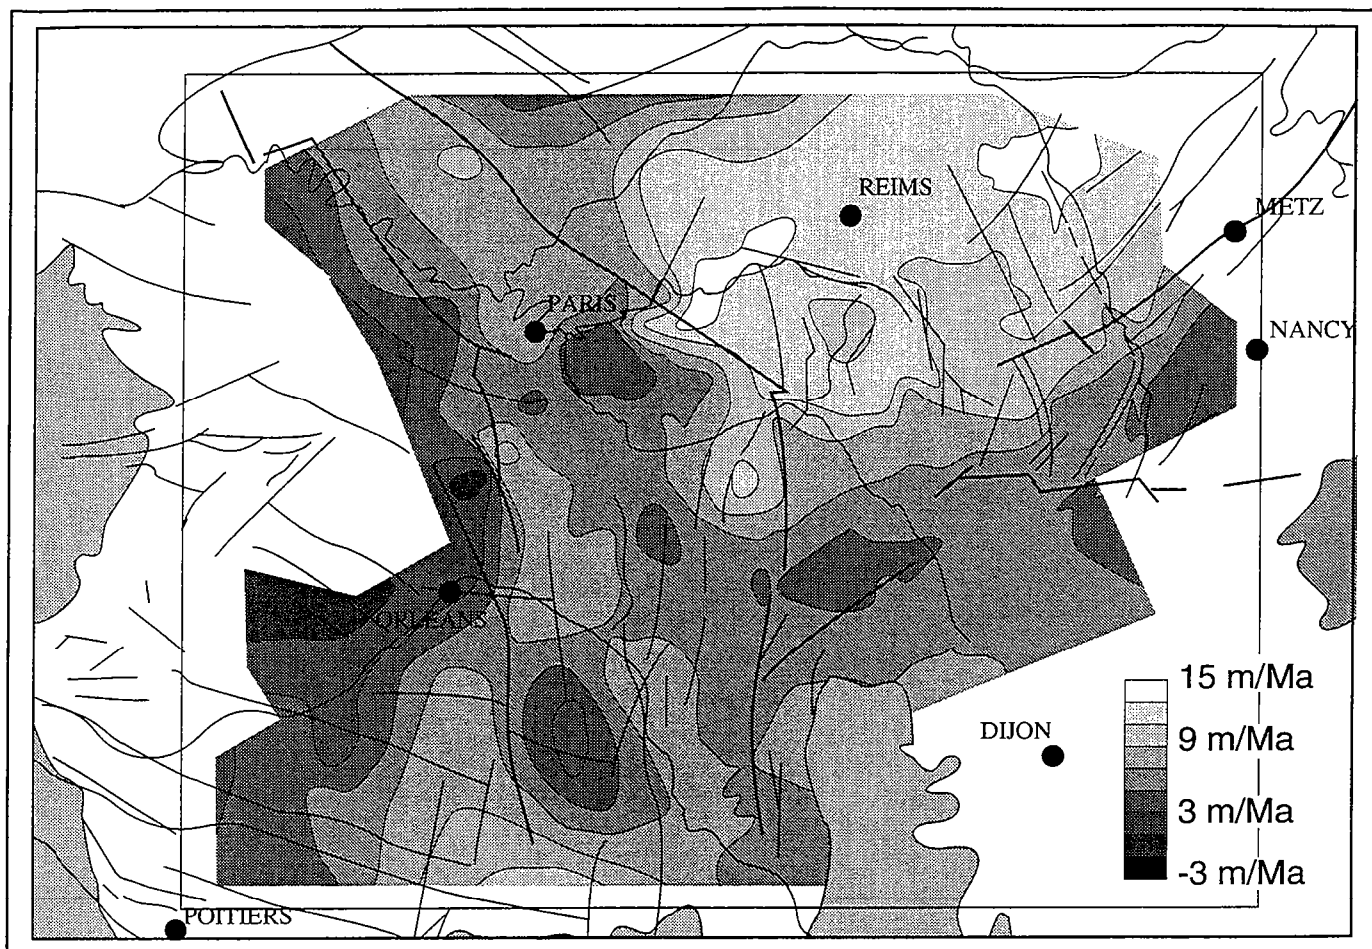 REIMS
METZ
PARIS
NANCY
ORLEANS
15 m/Ma
DIJON
9 m/Ma
3 m/Ma
-3 m/Ma
POITIERS